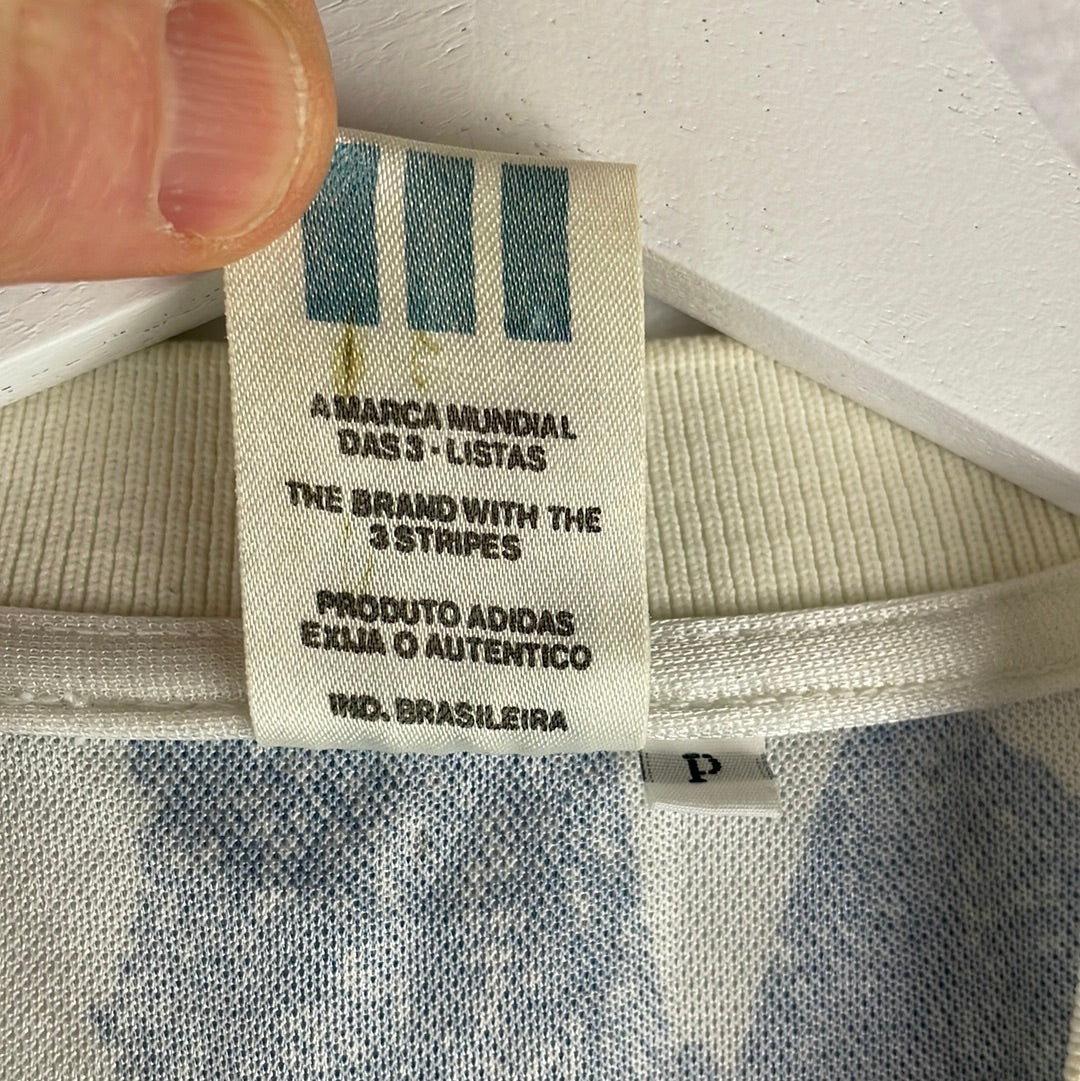 A MARCA MUNDIAL
DAS 3 - LISTAS
THE BRAND WITH THE
3 STRIPES
PRODUTO ADIDAS
EXIJA O AUTENTICO
IND. BRASILEIRA
P